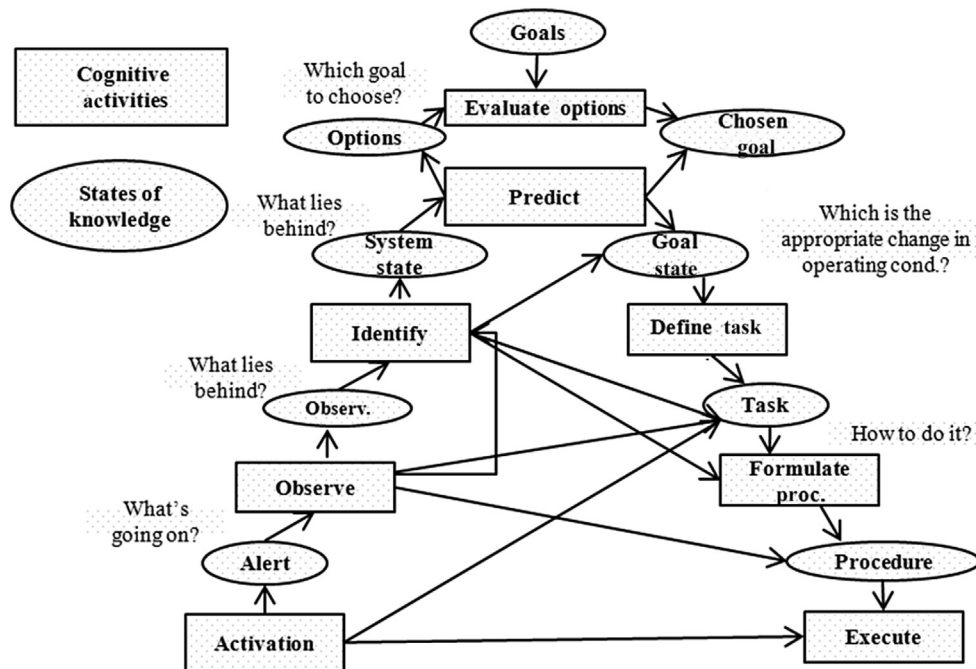 Goals
Cognitive
activities
Which goal
to choose?
Evaluate options
Options
Chosen
goal
States of
knowledge
Predict
What lies
behind?
System
state
Goal
state
Which is the
appropriate change in
operating cond.?
Identify
Define task
What lies
behind?
Observ.
Task
How to do it?
Observe
Formulate
proc.
What's
going on?
Alert
Procedure
Activation
Execute